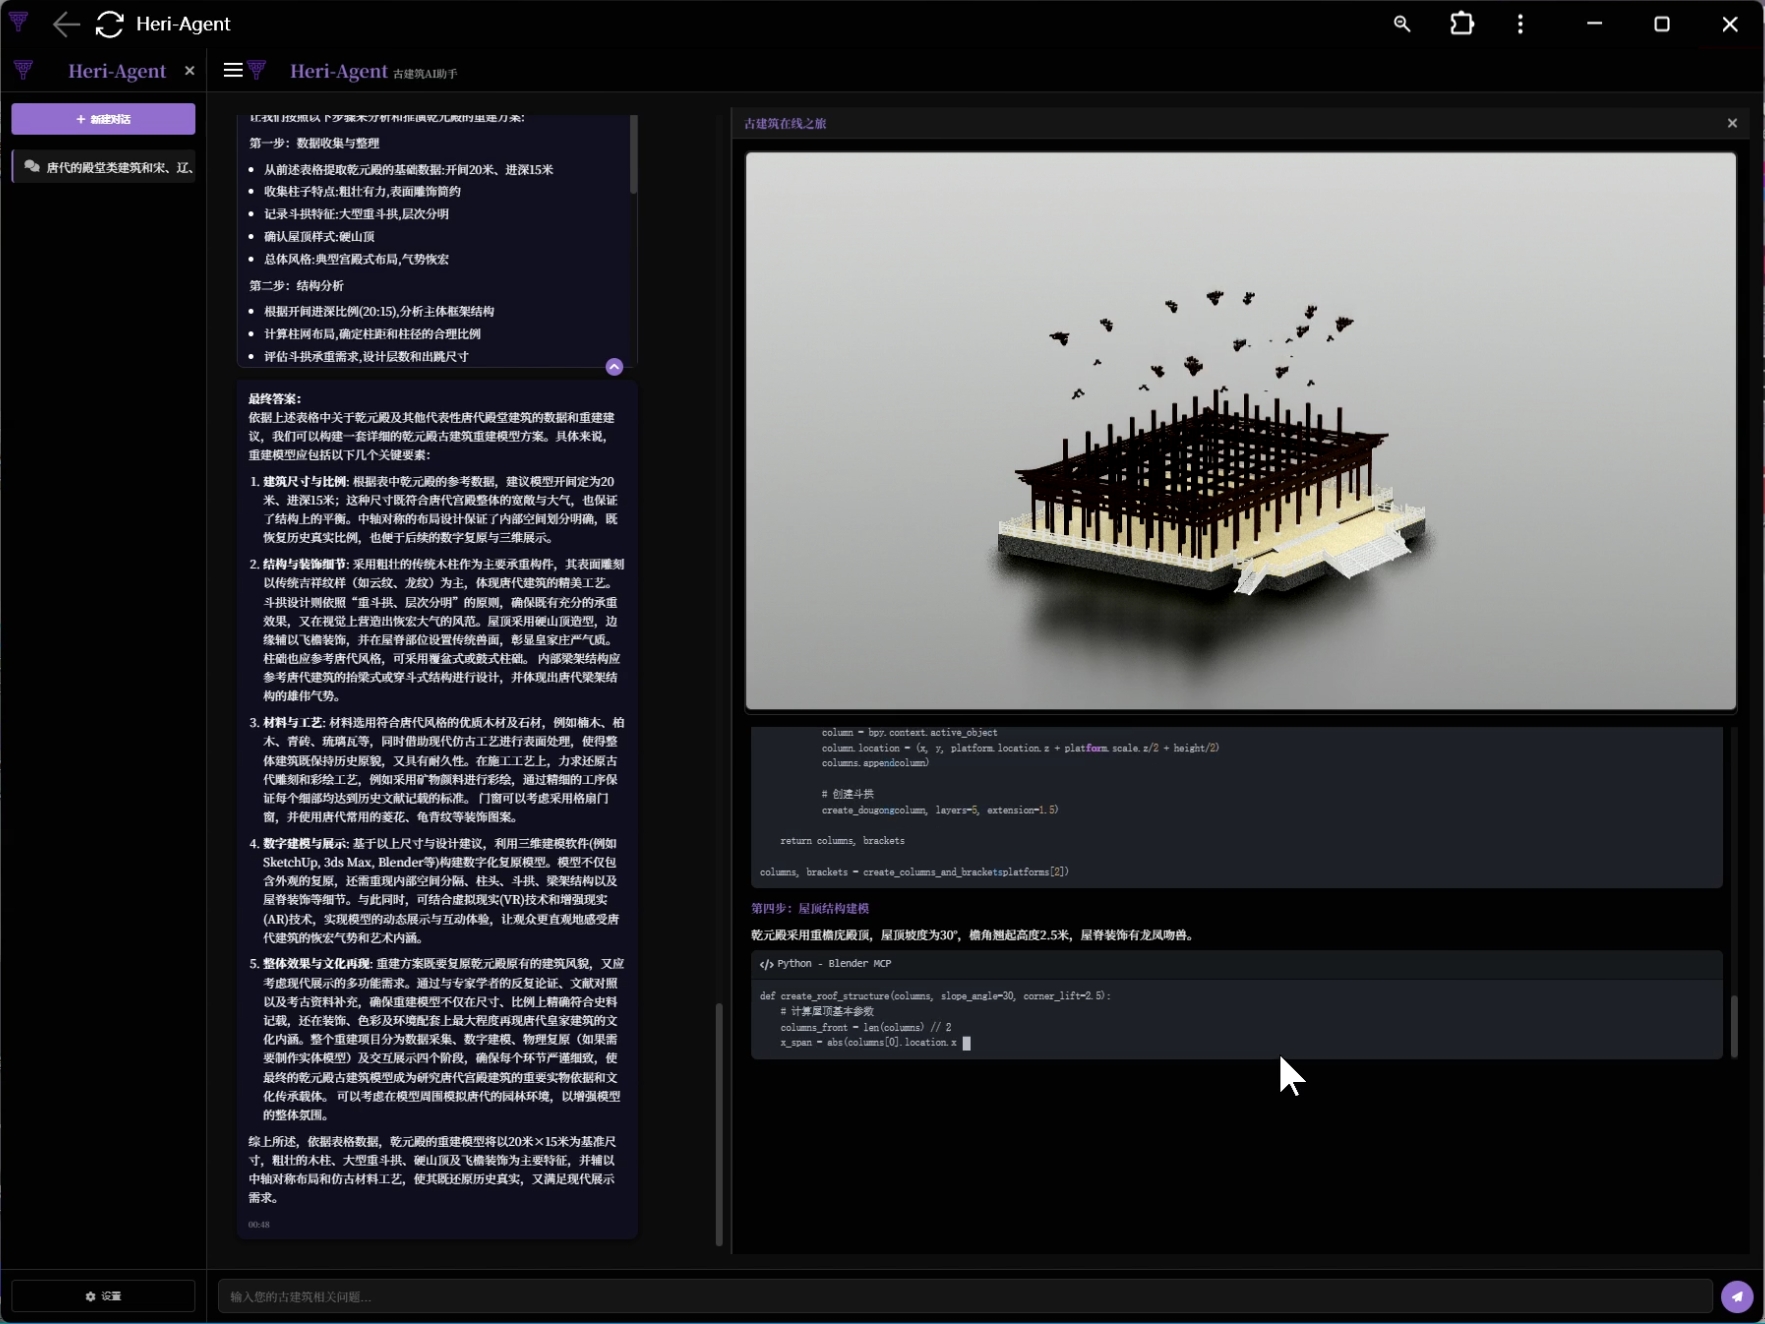 Heri-Agent
Heri-Agent
新建对话
唐代的殿堂类建筑和宋、辽、
设置
Heri-Agent 古建筑AI助手
让我们按照以下步骤来分析和推演乾元殿的重建方案:
第一步：数据收集与整理
从前述表格提取乾元殿的基础数据:开间20米、进深15米
收集柱子特点:粗壮有力,表面雕饰简约
记录斗拱特征:大型重斗拱,层次分明
确认屋顶样式:硬山顶
总体风格:典型宫殿式布局,气势恢宏
第二步：结构分析
根据开间进深比例(20:15),分析主体框架结构
计算柱网布局,确定柱距和柱径的合理比例
评估斗拱承重需求,设计层数和出跳尺寸
最终答案：
依据上述表格中关于乾元殿及其他代表性唐代殿堂建筑的数据和重建建
议，我们可以构建一套详细的乾元殿古建筑重建模型方案。具体来说，
重建模型应包括以下几个关键要素：
1. 建筑尺寸与比例: 根据表中乾元殿的参考数据，建议模型开间定为20
米、进深15米；这种尺寸既符合唐代宫殿整体的宽敞与大气，也保证
了结构上的平衡。中轴对称的布局设计保证了内部空间划分明确，既
恢复历史真实比例，也便于后续的数字复原与三维展示。
2. 结构与装饰细节: 采用粗壮的传统木柱作为主要承重构件，其表面雕刻
以传统吉祥纹样（如云纹、龙纹）为主，体现唐代建筑的精美工艺。
斗拱设计则依照“重斗拱、层次分明”的原则，确保既有充分的承重
效果，又在视觉上营造出恢宏大气的风范。屋顶采用硬山顶造型，边
缘辅以飞檐装饰，并在屋脊部位设置传统兽面，彰显皇家庄严气质。
柱础也应参考唐代风格，可采用覆盆式或鼓式柱础。 内部梁架结构应
参考唐代建筑的抬梁式或穿斗式结构进行设计，并体现出唐代梁架结
构的雄伟气势。
3. 材料与工艺: 材料选用符合唐代风格的优质木材及石材，例如楠木、柏
木、青砖、琉璃瓦等，同时借助现代仿古工艺进行表面处理，使得整
体建筑既保持历史原貌，又具有耐久性。在施工工艺上，力求还原古
代雕刻和彩绘工艺，例如采用矿物颜料进行彩绘，通过精细的工序保
证每个细部均达到历史文献记载的标准。 门窗可以考虑采用格扇门
窗，并使用唐代常用的菱花、龟背纹等装饰图案。
4. 数字建模与展示: 基于以上尺寸与设计建议，利用三维建模软件(例如
SketchUp, 3ds Max, Blender等)构建数字化复原模型。模型不仅包
含外观的复原，还需重现内部空间分隔、柱头、斗拱、梁架结构以及
屋脊装饰等细节。与此同时，可结合虚拟现实(VR)技术和增强现实
(AR)技术，实现模型的动态展示与互动体验，让观众更直观地感受唐
代建筑的恢宏气势和艺术内涵。
5. 整体效果与文化再现: 重建方案既要复原乾元殿原有的建筑风貌，又应
考虑现代展示的多功能需求。通过与专家学者的反复论证、文献对照
以及考古资料补充，确保重建模型不仅在尺寸、比例上精确符合史料
记载，还在装饰、色彩及环境配套上最大程度再现唐代皇家建筑的文
化内涵。整个重建项目分为数据采集、数字建模、物理复原（如果需
要制作实体模型）及交互展示四个阶段，确保每个环节严谨细致，使
最终的乾元殿古建筑模型成为研究唐代宫殿建筑的重要实物依据和文
化传承载体。 可以考虑在模型周围模拟唐代的园林环境，以增强模型
的整体氛围。
综上所述，依据表格数据，乾元殿的重建模型将以20米×15米为基准尺
寸，粗壮的木柱、大型重斗拱、硬山顶及飞檐装饰为主要特征，并辅以
中轴对称布局和仿古材料工艺，使其既还原历史真实，又满足现代展示
需求。
00:48
古建筑在线之旅
column = bpy.context.active_object
column.location = (x, y, platform.location.z + platform.scale.z/2 + height/2)
columns.appendcolumn)
# 创建斗拱
create_dougongcolumn, layers=5, extension=1.5)
return columns, brackets
columns, brackets = create_columns_and_bracketsplatforms[2])
第四步：屋顶结构建模
乾元殿采用重檐庑殿顶，屋顶坡度为30°，檐角翘起高度2.5米，屋脊装饰有龙凤吻兽。
</> Python - Blender MCP
def create_roof_structure(columns, slope_angle=30, corner_lift=2.5):
# 计算屋顶基本参数
columns_front = len(columns) // 2
x_span = abs(columns[0].location.x
输入您的古建筑相关问题...